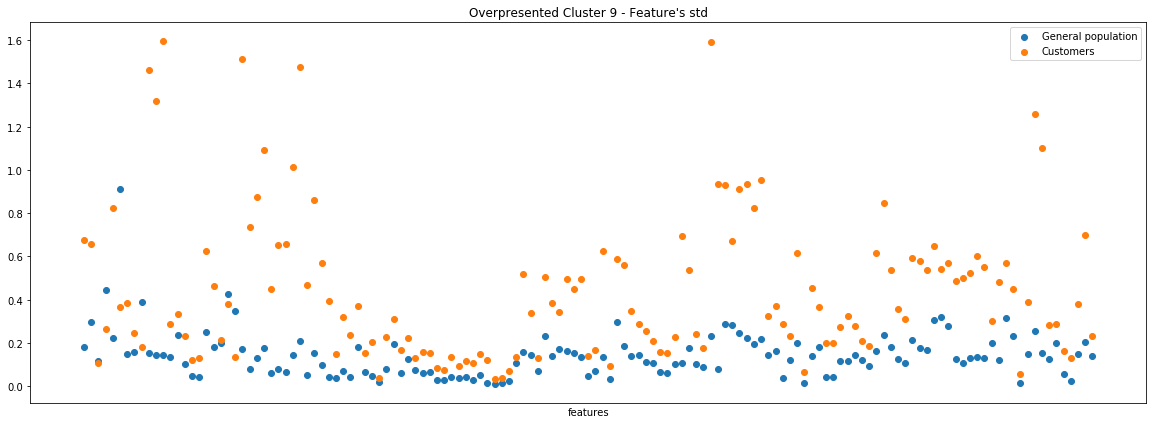 Overpresented Cluster 9 - Feature's std
General population
Customers
1.6
1.4
1.2
1.0
0.8
0.6
0.4
0.2
0.0
features